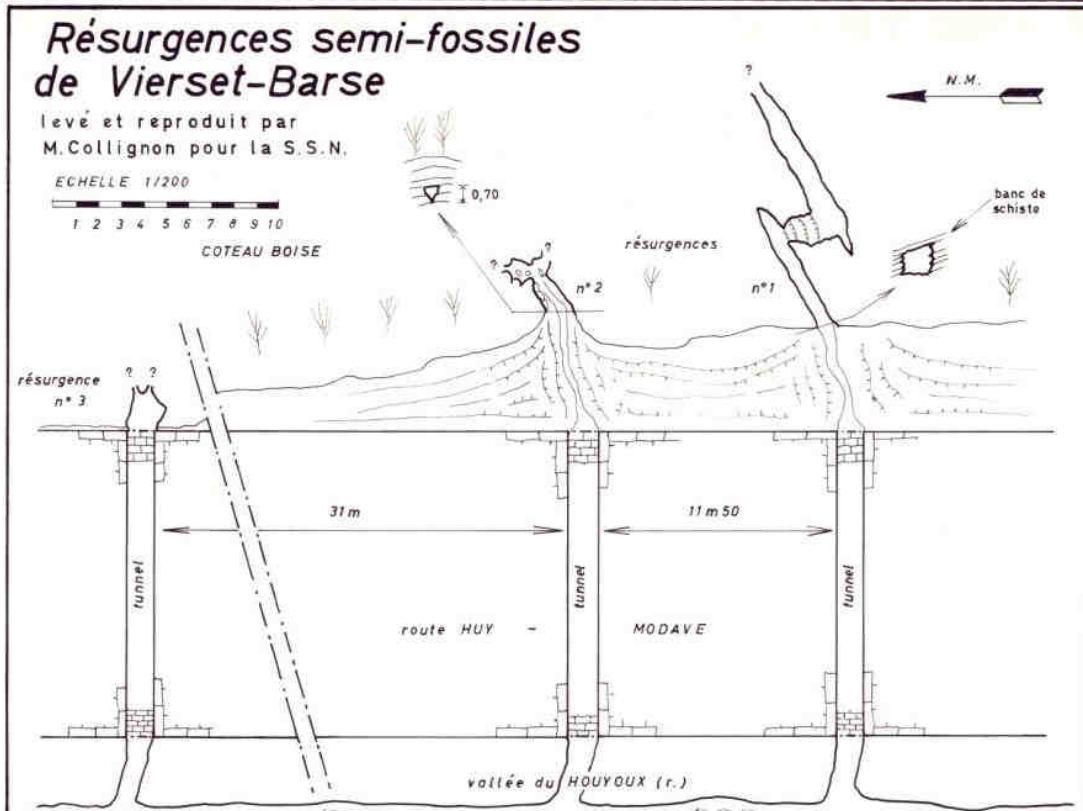 Résurgences semi-fossiles
de Vierset-Barse
levé et reproduit par
M. Collignon pour la S.S.N.
ECHELLE 1/200
1 2 3 4 5 6 7 8 9 10
COTEAU BOISE
N.M.
?
0,70
banc de
schiste
résurgences
? ?
n° 2
n° 1
résurgence
n° 3
? ?
31m
11m 50
tunnel
tunnel
tunnel
route HUY - MODAVE
vallée du HOUYOUX (r.)